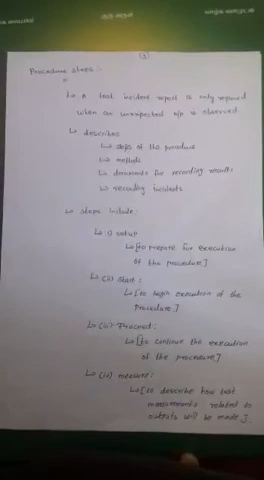 (3)
Procedure steps :-
↳ A test incident report is only required
when an unexpected o/p is observed
↳ describes
↳ steps of the procedure
↳ methods
↳ documents for recording results
↳ recording incidents
↳ steps include:
↳ i) setup
↳ [to prepare for execution
of the procedure]
↳ (ii) Start :
↳ [to begin execution of the
procedure]
↳ (iii) Proceed:
↳ [to continue the execution
of the procedure]
↳ (iv) measure:
↳ [to describe how test
measurements related to
outputs will be made].